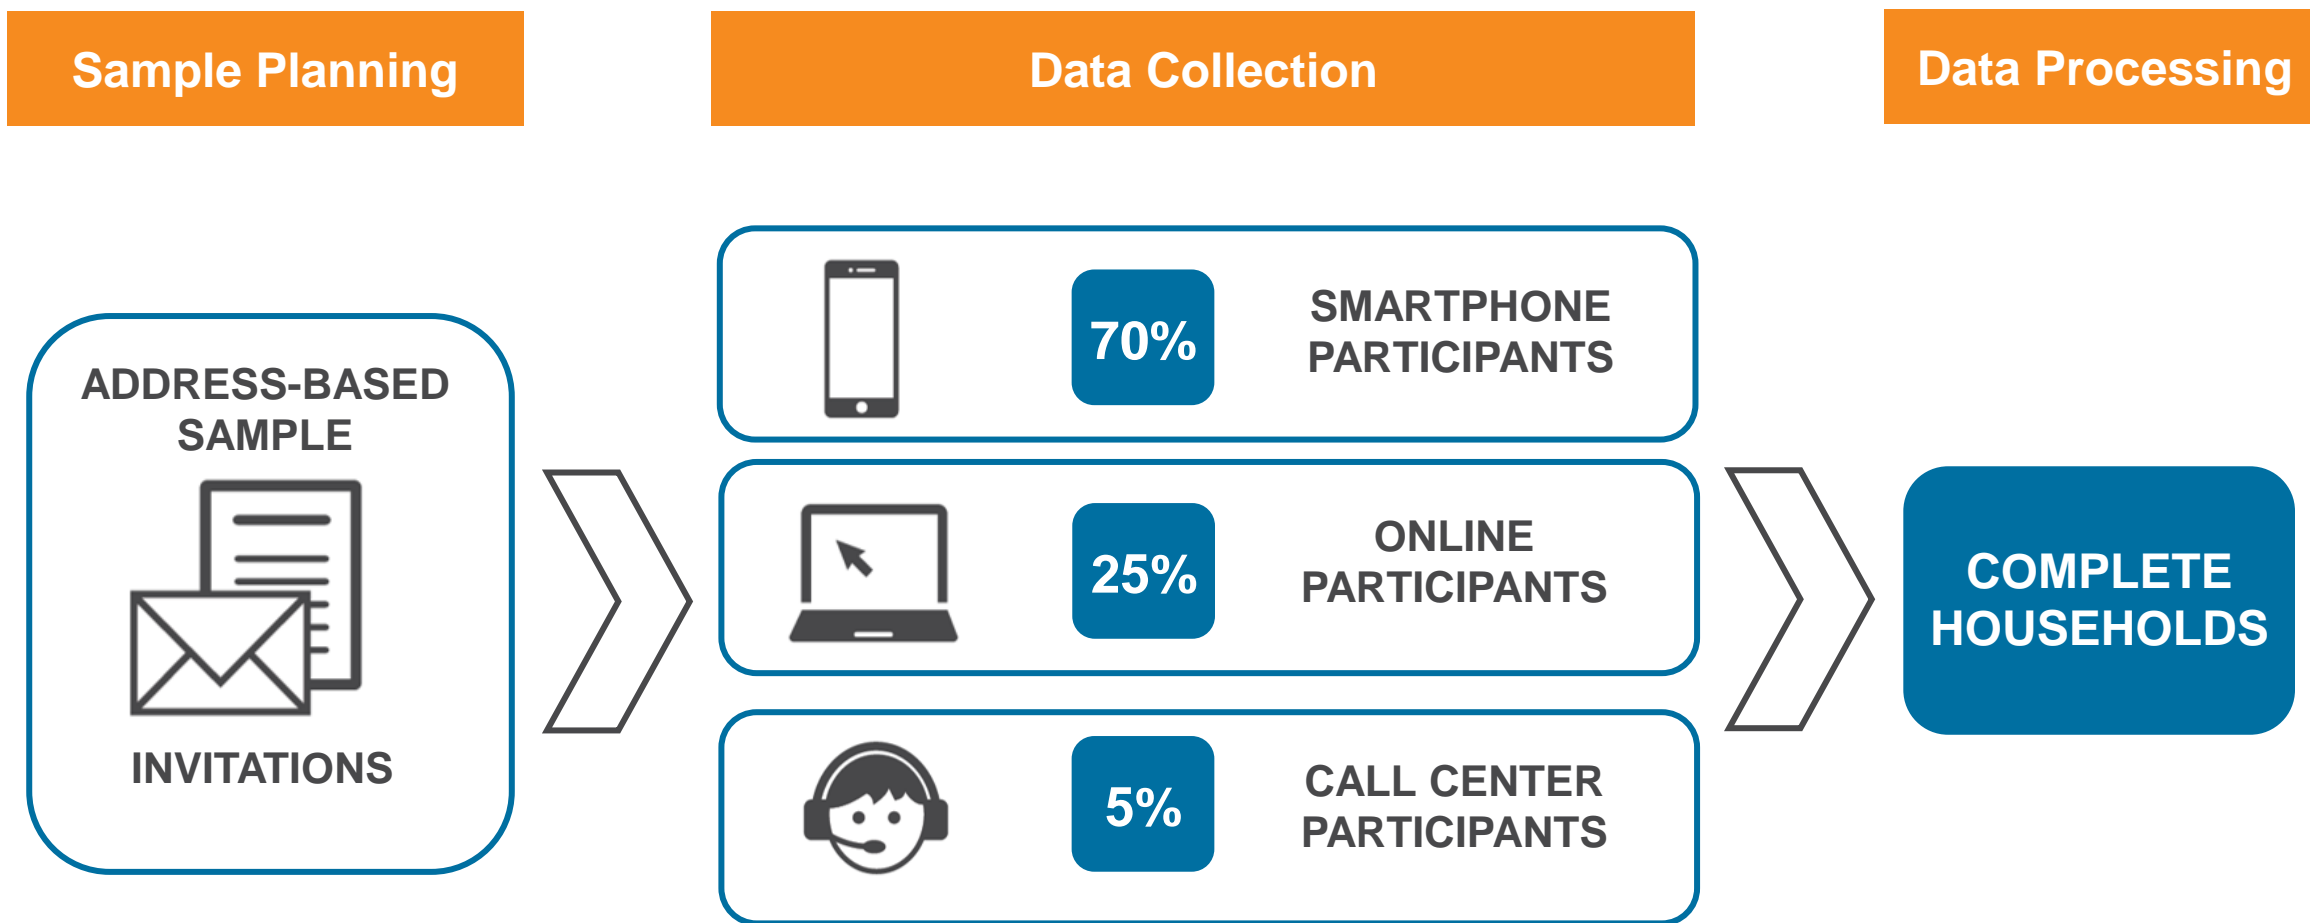 Sample Planning
Data Collection
Data Processing
ADDRESS-BASED
SAMPLE
INVITATIONS
70%
SMARTPHONE
PARTICIPANTS
25%
ONLINE
PARTICIPANTS
5%
CALL CENTER
PARTICIPANTS
COMPLETE
HOUSEHOLDS